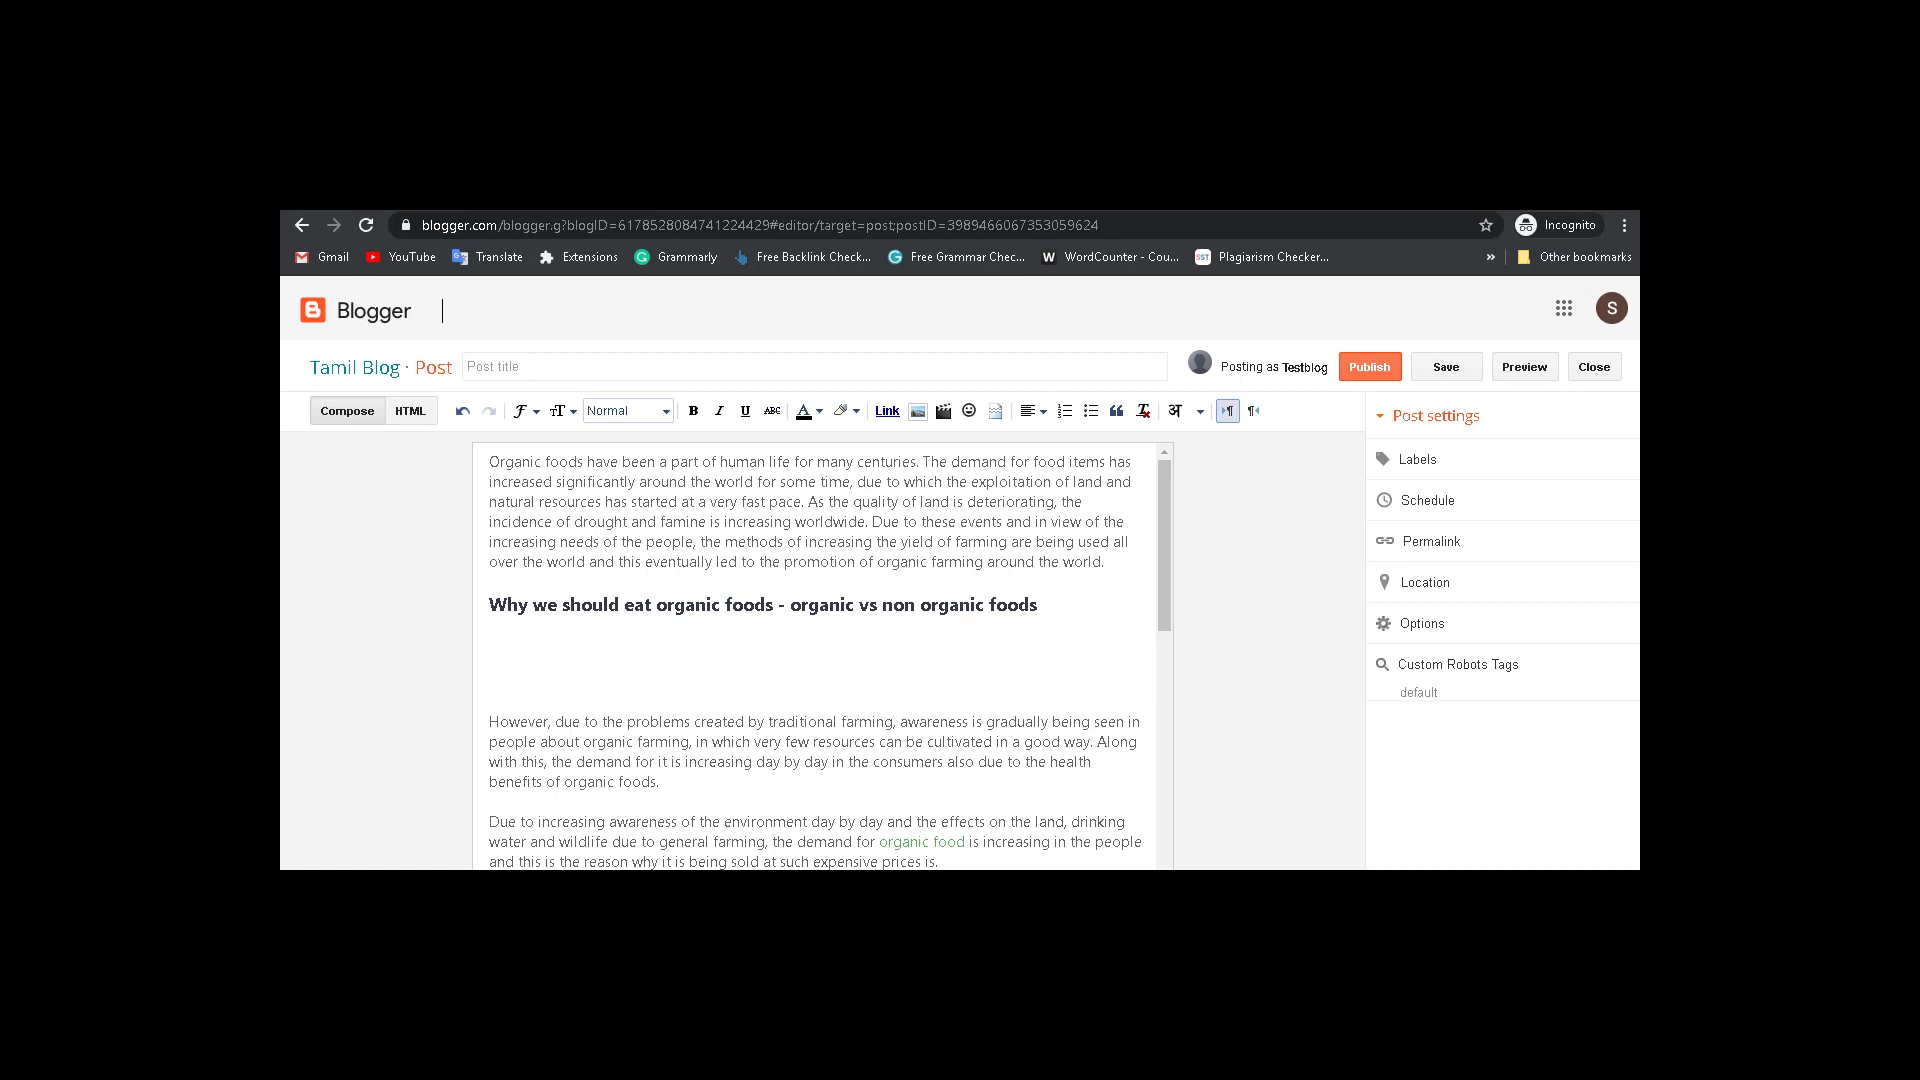 blogger.com/blogger.g?blogID=6178528084741224429#editor/target=post;postID=3989466067353059624
Incognito
Gmail YouTube Translate Extensions Grammarly Free Backlink Check... Free Grammar Chec... W WordCounter - Cou... SST Plagiarism Checker... » Other bookmarks
Blogger
S
Tamil Blog · Post Post title Posting as Testblog Publish Save Preview Close
Compose HTML Normal B I U ABC A Link अ
Post settings
Labels
Schedule
Permalink
Location
Options
Custom Robots Tags
default
Organic foods have been a part of human life for many centuries. The demand for food items has
increased significantly around the world for some time, due to which the exploitation of land and
natural resources has started at a very fast pace. As the quality of land is deteriorating, the
incidence of drought and famine is increasing worldwide. Due to these events and in view of the
increasing needs of the people, the methods of increasing the yield of farming are being used all
over the world and this eventually led to the promotion of organic farming around the world.
Why we should eat organic foods - organic vs non organic foods
However, due to the problems created by traditional farming, awareness is gradually being seen in
people about organic farming, in which very few resources can be cultivated in a good way. Along
with this, the demand for it is increasing day by day in the consumers also due to the health
benefits of organic foods.
Due to increasing awareness of the environment day by day and the effects on the land, drinking
water and wildlife due to general farming, the demand for organic food is increasing in the people
and this is the reason why it is being sold at such expensive prices is.